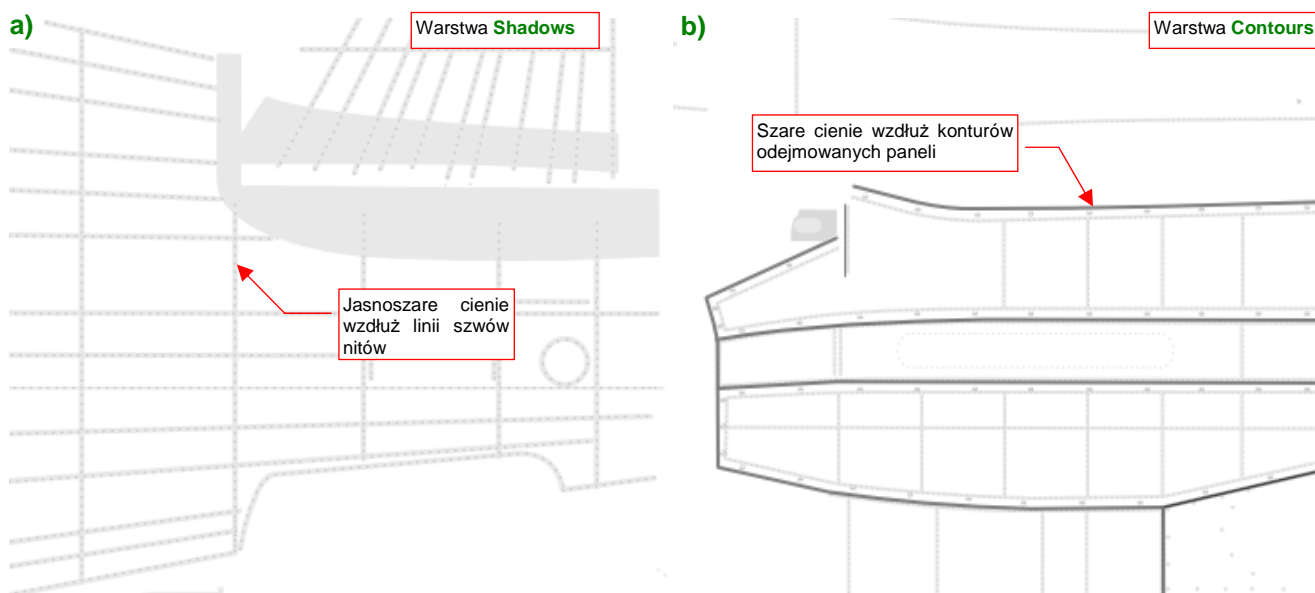 a)
Warstwa Shadows
Jasnoszare cienie
wzdłuż linii szwów
nitów
b)
Warstwa Contours
Szare cienie wzdłuż konturów
odejmowanych paneli